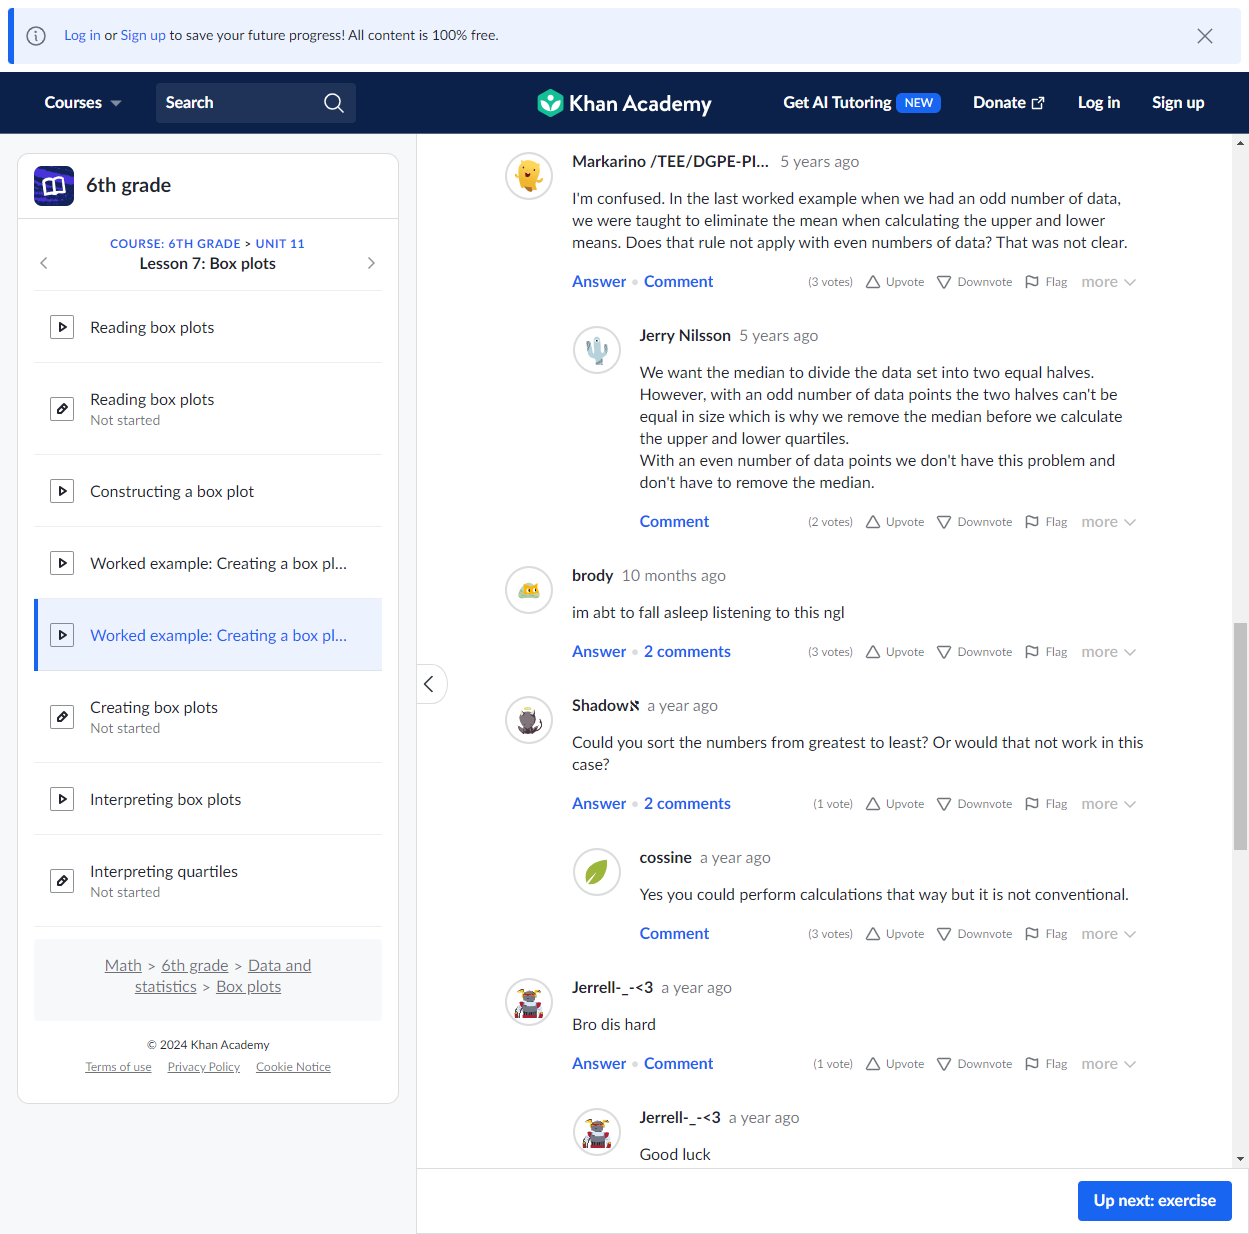 Log in or Sign up to save your future progress! All content is 100% free.
Courses
Search
Khan Academy
Get AI Tutoring NEW
Donate
Log in
Sign up
6th grade
COURSE: 6TH GRADE > UNIT 11
Lesson 7: Box plots
Reading box plots
Reading box plots
Not started
Constructing a box plot
Worked example: Creating a box pl...
Worked example: Creating a box pl...
Creating box plots
Not started
Interpreting box plots
Interpreting quartiles
Not started
Math > 6th grade > Data and
statistics > Box plots
© 2024 Khan Academy
Terms of use Privacy Policy Cookie Notice
Markarino /TEE/DGPE-PI... 5 years ago
I'm confused. In the last worked example when we had an odd number of data,
we were taught to eliminate the mean when calculating the upper and lower
means. Does that rule not apply with even numbers of data? That was not clear.
Answer • Comment (3 votes) Upvote Downvote Flag more
Jerry Nilsson 5 years ago
We want the median to divide the data set into two equal halves.
However, with an odd number of data points the two halves can't be
equal in size which is why we remove the median before we calculate
the upper and lower quartiles.
With an even number of data points we don't have this problem and
don't have to remove the median.
Comment (2 votes) Upvote Downvote Flag more
brody 10 months ago
im abt to fall asleep listening to this ngl
Answer • 2 comments (3 votes) Upvote Downvote Flag more
Shadowℵ a year ago
Could you sort the numbers from greatest to least? Or would that not work in this
case?
Answer • 2 comments (1 vote) Upvote Downvote Flag more
cossine a year ago
Yes you could perform calculations that way but it is not conventional.
Comment (3 votes) Upvote Downvote Flag more
Jerrell-_-<3 a year ago
Bro dis hard
Answer • Comment (1 vote) Upvote Downvote Flag more
Jerrell-_-<3 a year ago
Good luck
Up next: exercise